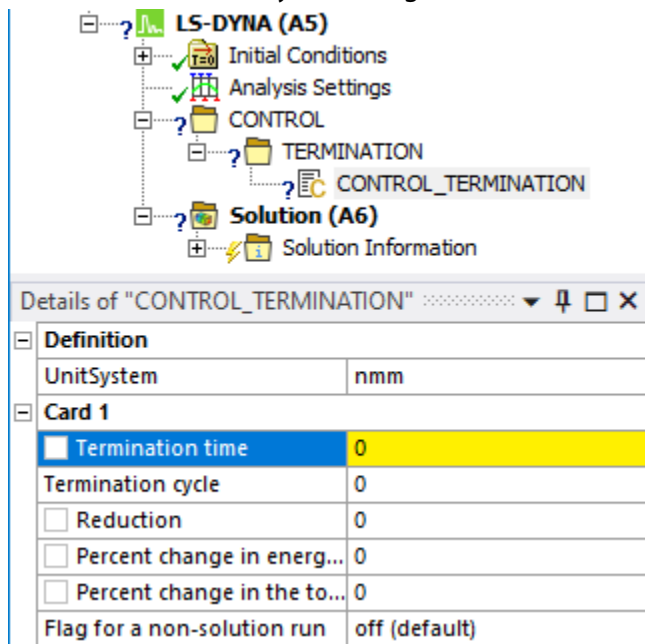 LS-DYNA (A5)
T=0 Initial Conditions
Analysis Settings
CONTROL
TERMINATION
CONTROL_TERMINATION
Solution (A6)
Solution Information
Details of "CONTROL_TERMINATION"
Definition
UnitSystem nmm
Card 1
Termination time 0
Termination cycle 0
Reduction 0
Percent change in energ... 0
Percent change in the to... 0
Flag for a non-solution run off (default)